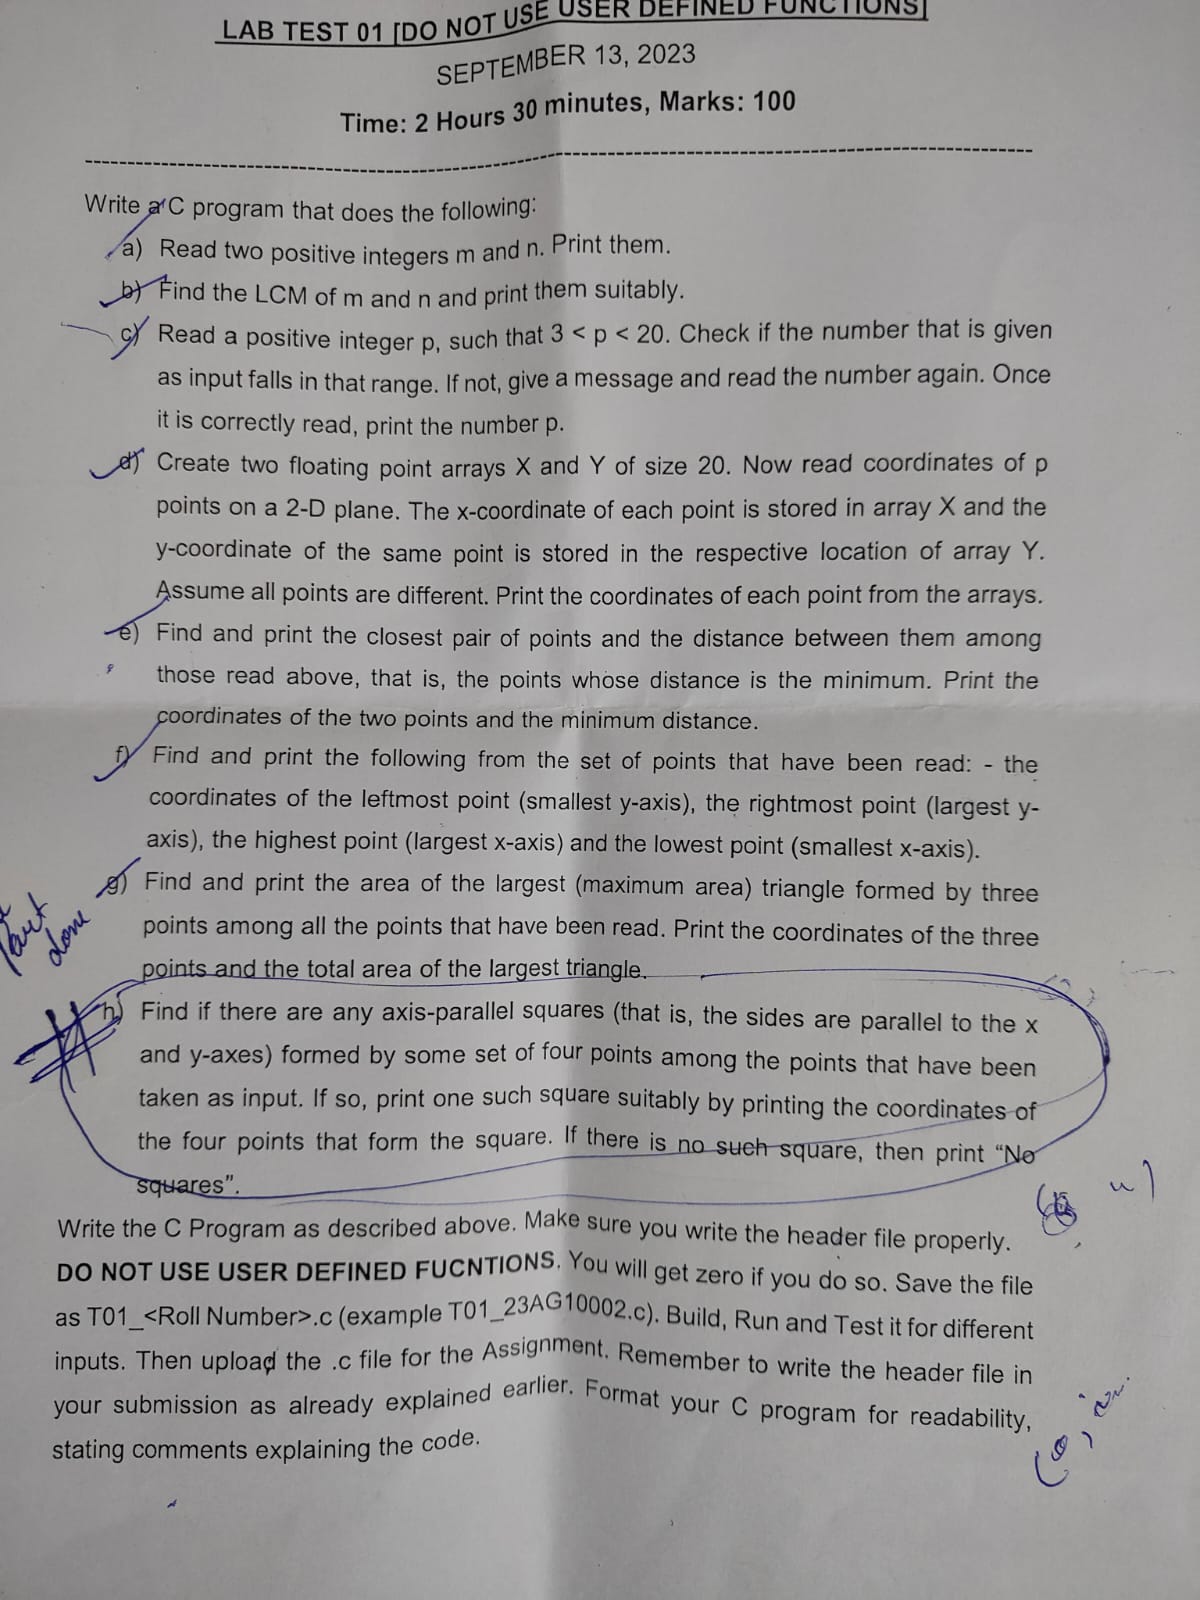 LAB TEST 01 [DO NOT USE USER DEFINED FUNCTIONS]
SEPTEMBER 13, 2023
Time: 2 Hours 30 minutes, Marks: 100
Write a C program that does the following:
a) Read two positive integers m and n. Print them.
b) Find the LCM of m and n and print them suitably.
c) Read a positive integer p, such that 3 < p < 20. Check if the number that is given
as input falls in that range. If not, give a message and read the number again. Once
it is correctly read, print the number p.
d) Create two floating point arrays X and Y of size 20. Now read coordinates of p
points on a 2-D plane. The x-coordinate of each point is stored in array X and the
y-coordinate of the same point is stored in the respective location of array Y.
Assume all points are different. Print the coordinates of each point from the arrays.
e) Find and print the closest pair of points and the distance between them among
those read above, that is, the points whose distance is the minimum. Print the
coordinates of the two points and the minimum distance.
f) Find and print the following from the set of points that have been read: - the
coordinates of the leftmost point (smallest y-axis), the rightmost point (largest y-
axis), the highest point (largest x-axis) and the lowest point (smallest x-axis).
g) Find and print the area of the largest (maximum area) triangle formed by three
points among all the points that have been read. Print the coordinates of the three
points and the total area of the largest triangle.
done
h) Find if there are any axis-parallel squares (that is, the sides are parallel to the x
and y-axes) formed by some set of four points among the points that have been
taken as input. If so, print one such square suitably by printing the coordinates of
the four points that form the square. If there is no such square, then print “No
squares”.
Write the C Program as described above. Make sure you write the header file properly.
DO NOT USE USER DEFINED FUCNTIONS. You will get zero if you do so. Save the file
as T01_<Roll Number>.c (example T01_23AG10002.c). Build, Run and Test it for different
inputs. Then upload the .c file for the Assignment. Remember to write the header file in
your submission as already explained earlier. Format your C program for readability,
stating comments explaining the code.